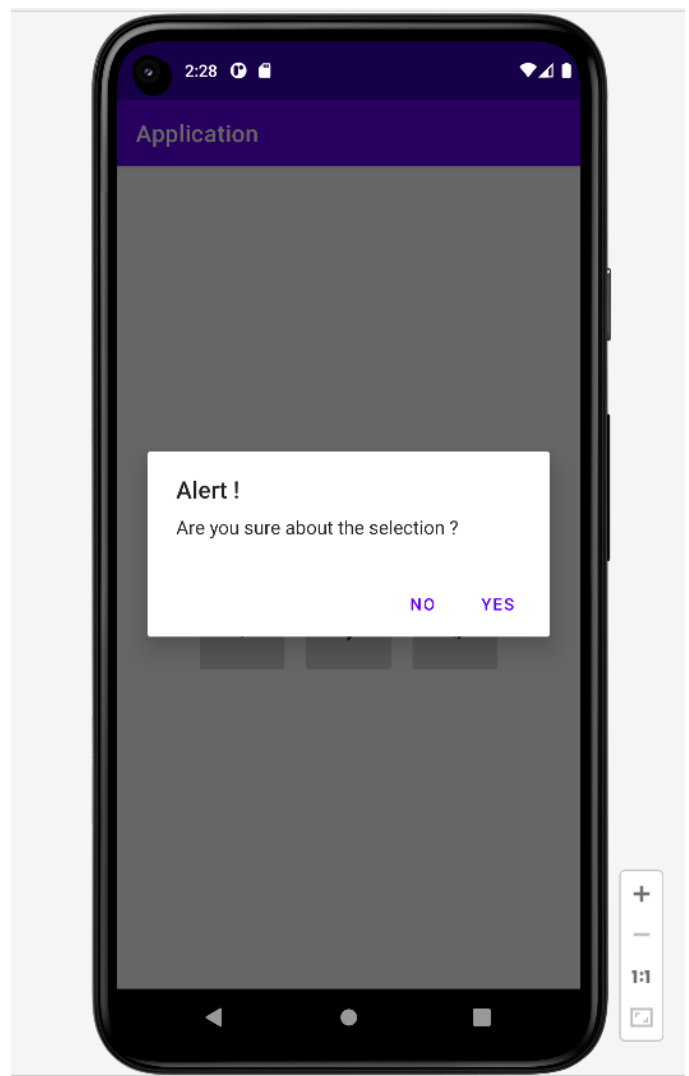 2:28
Application
Alert !
Are you sure about the selection ?
NO YES
1:1